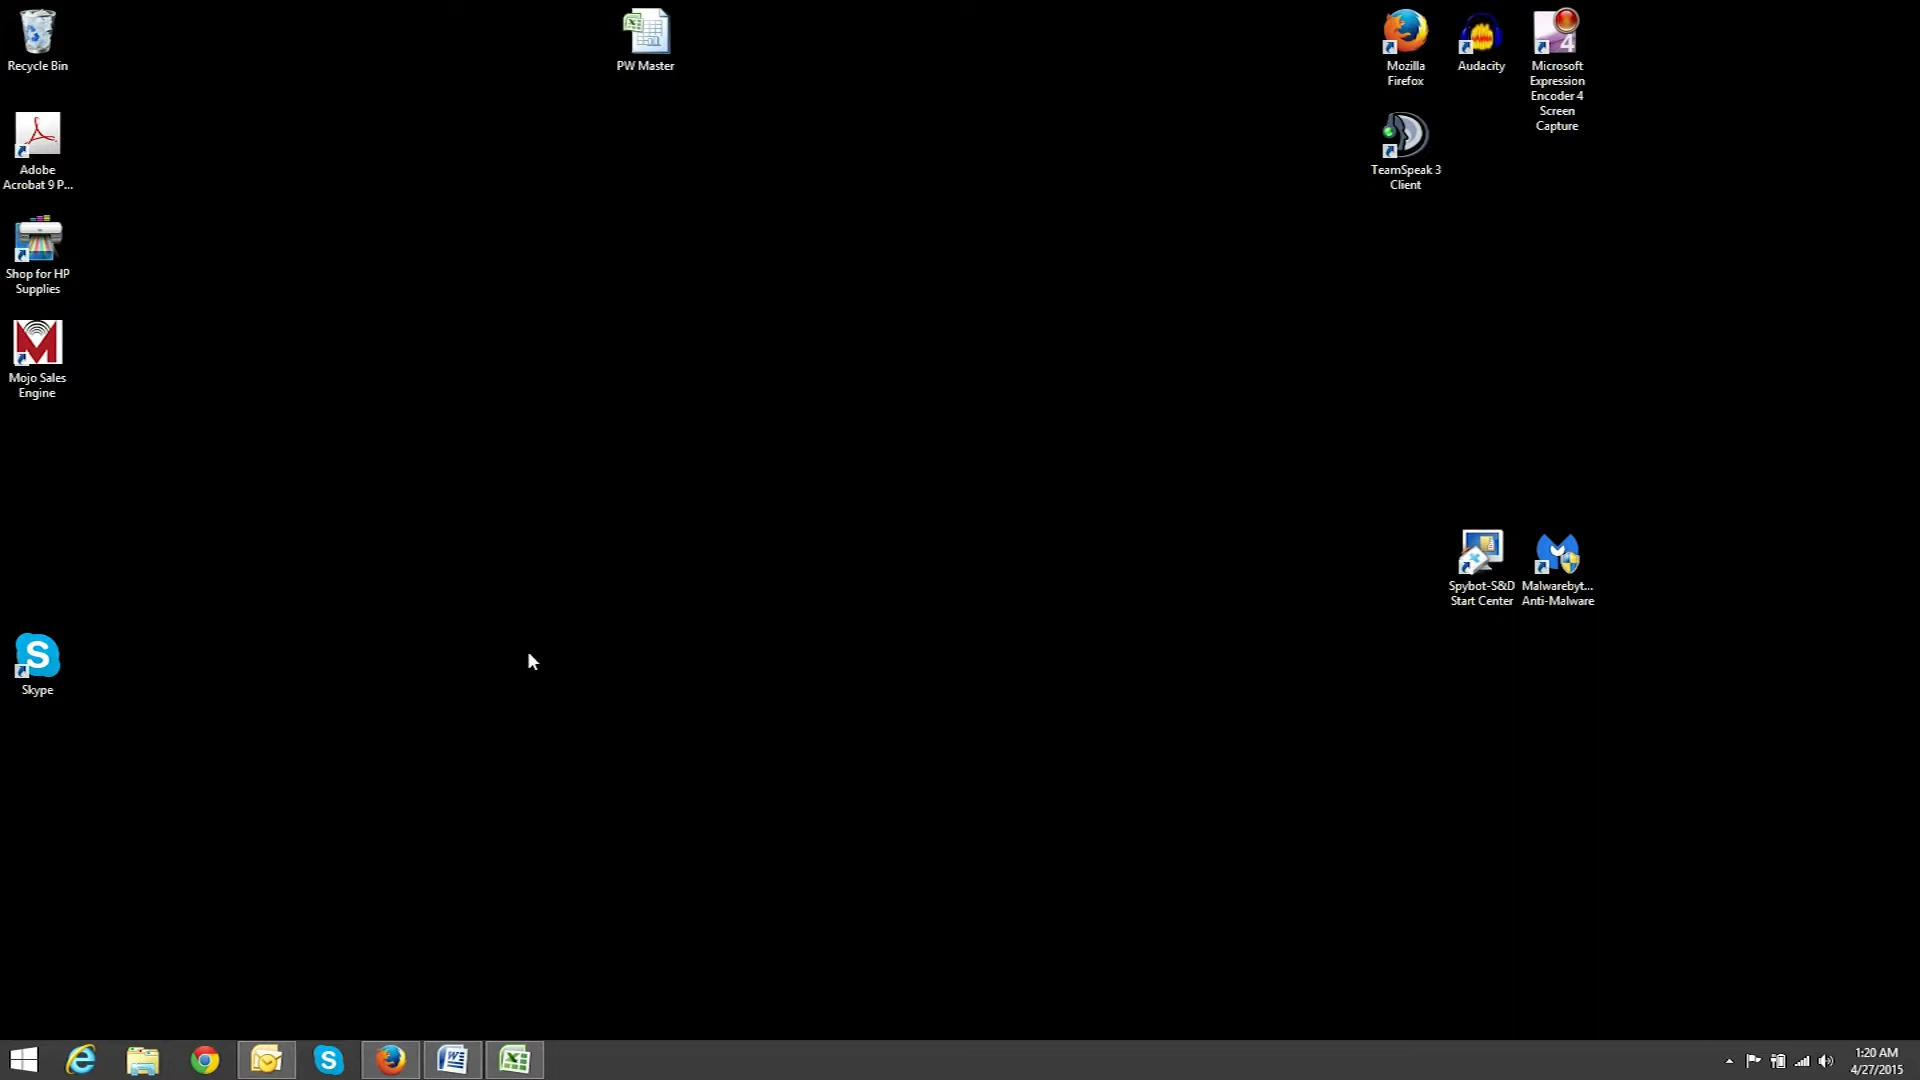 Recycle Bin
PW Master
Mozilla
Firefox
Audacity
Microsoft
Expression
Encoder 4
Screen
Capture
4
Adobe
Acrobat 9 P...
TeamSpeak 3
Client
Shop for HP
Supplies
Mojo Sales
Engine
Spybot-S&D
Start Center
Malwarebyt...
Anti-Malware
Skype
1:20 AM
4/27/2015